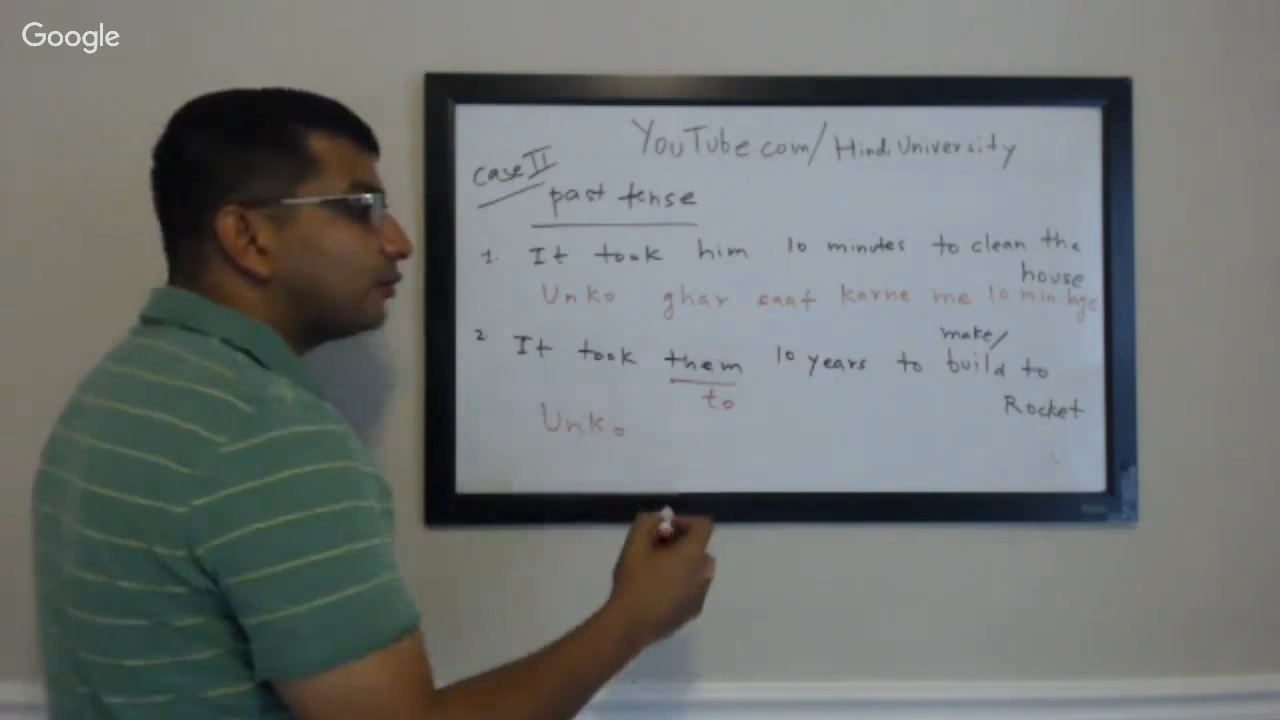 Google
YouTube.com/HindiUniversity
Case II
past tense
1. It took him 10 minutes to clean the
house
Unko ghar saaf karne me 10 min
make/
2 It took them 10 years to build to
Rocket
to
Unko